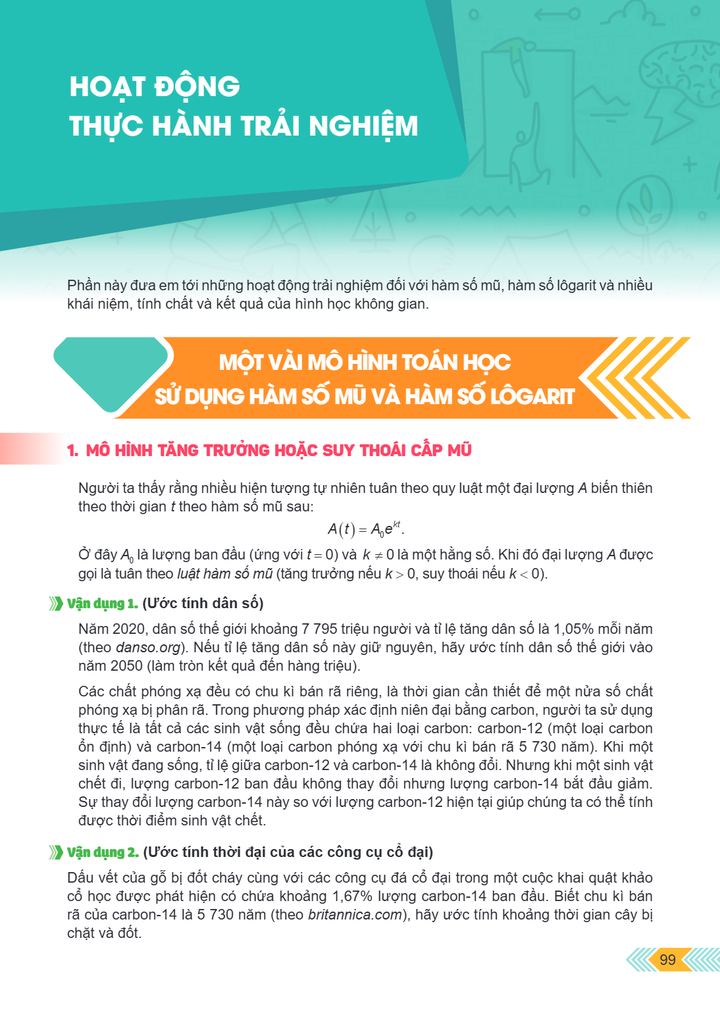 HOẠT ĐỘNG
THỰC HÀNH TRẢI NGHIỆM
Phần này đưa em tới những hoạt động trải nghiệm đối với hàm số mũ, hàm số lôgarit và nhiều
khái niệm, tính chất và kết quả của hình học không gian.
MỘT VÀI MÔ HÌNH TOÁN HỌC
SỬ DỤNG HÀM SỐ MŨ VÀ HÀM SỐ LÔGARIT
1. MÔ HÌNH TĂNG TRƯỞNG HOẶC SUY THOÁI CẤP MŨ
Người ta thấy rằng nhiều hiện tượng tự nhiên tuân theo quy luật một đại lượng A biến thiên
theo thời gian t theo hàm số mũ sau:
A(t) = A₀eᵏᵗ.
Ở đây A₀ là lượng ban đầu (ứng với t = 0) và k ≠ 0 là một hằng số. Khi đó đại lượng A được
gọi là tuân theo luật hàm số mũ (tăng trưởng nếu k > 0, suy thoái nếu k < 0).
Vận dụng 1. (Ước tính dân số)
Năm 2020, dân số thế giới khoảng 7 795 triệu người và tỉ lệ tăng dân số là 1,05% mỗi năm
(theo danso.org). Nếu tỉ lệ tăng dân số này giữ nguyên, hãy ước tính dân số thế giới vào
năm 2050 (làm tròn kết quả đến hàng triệu).
Các chất phóng xạ đều có chu kì bán rã riêng, là thời gian cần thiết để một nửa số chất
phóng xạ bị phân rã. Trong phương pháp xác định niên đại bằng carbon, người ta sử dụng
thực tế là tất cả các sinh vật sống đều chứa hai loại carbon: carbon-12 (một loại carbon
ổn định) và carbon-14 (một loại carbon phóng xạ với chu kì bán rã 5 730 năm). Khi một
sinh vật đang sống, tỉ lệ giữa carbon-12 và carbon-14 là không đổi. Nhưng khi một sinh vật
chết đi, lượng carbon-12 ban đầu không thay đổi nhưng lượng carbon-14 bắt đầu giảm.
Sự thay đổi lượng carbon-14 này so với lượng carbon-12 hiện tại giúp chúng ta có thể tính
được thời điểm sinh vật chết.
Vận dụng 2. (Ước tính thời đại của các công cụ cổ đại)
Dấu vết của gỗ bị đốt cháy cùng với các công cụ đá cổ đại trong một cuộc khai quật khảo
cổ học được phát hiện có chứa khoảng 1,67% lượng carbon-14 ban đầu. Biết chu kì bán
rã của carbon-14 là 5 730 năm (theo britannica.com), hãy ước tính khoảng thời gian cây bị
chặt và đốt.
99